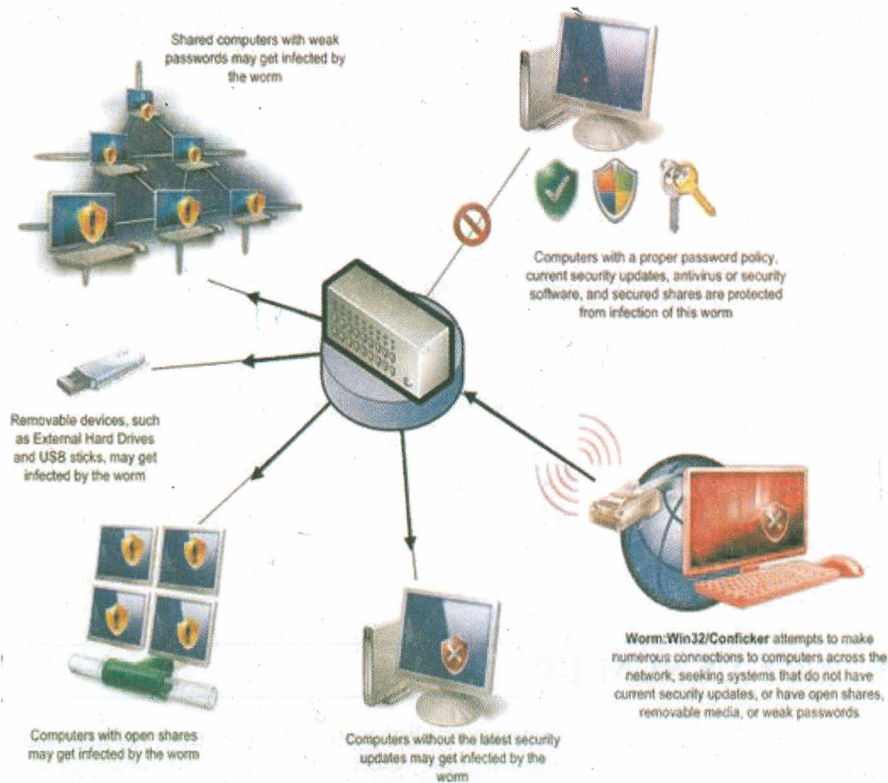 Shared computers with weak
passwords may get infected by
the worm
Computers with a proper password policy,
current security updates, antivirus or security
software, and secured shares are protected
from infection of this worm
Removable devices, such
as External Hard Drives
and USB sticks, may get
infected by the worm
Worm:Win32/Conficker attempts to make
numerous connections to computers across the
network, seeking systems that do not have
current security updates, or have open shares,
removable media, or weak passwords
Computers with open shares
may get infected by the worm
Computers without the latest security
updates may get infected by the
worm